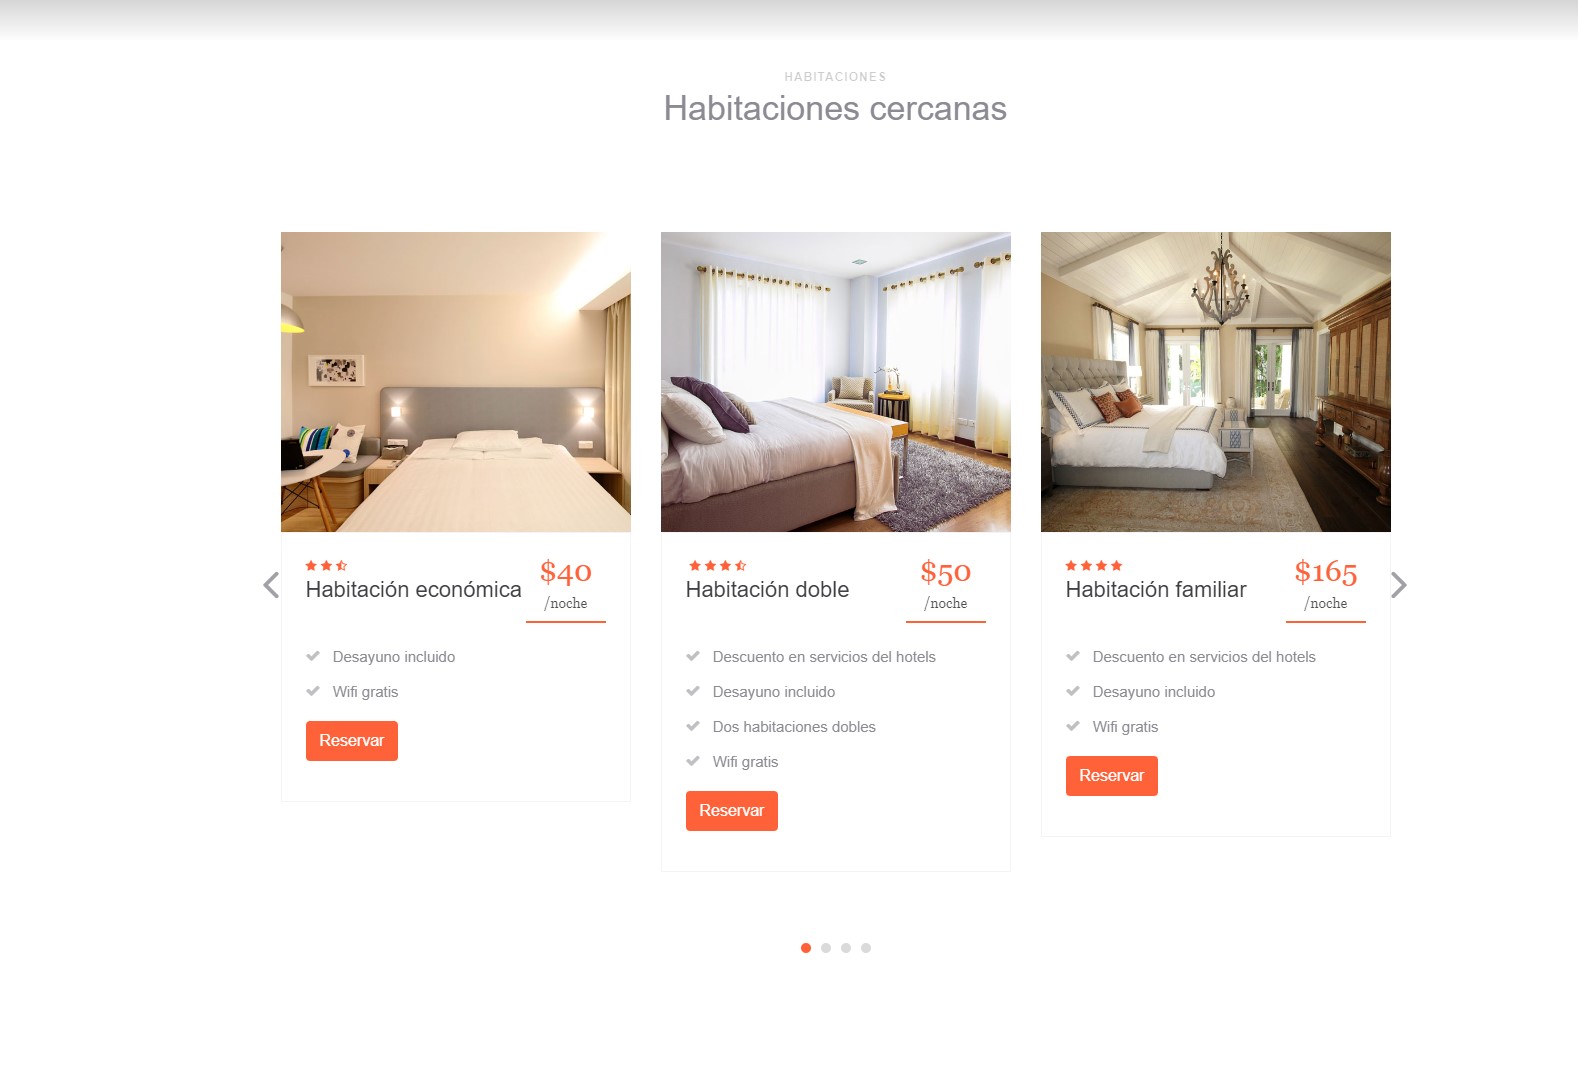 HABITACIONES
Habitaciones cercanas
Habitación económica
$40
/noche
Desayuno incluido
Wifi gratis
Reservar
Habitación doble
$50
/noche
Descuento en servicios del hotels
Desayuno incluido
Dos habitaciones dobles
Wifi gratis
Reservar
Habitación familiar
$165
/noche
Descuento en servicios del hotels
Desayuno incluido
Wifi gratis
Reservar